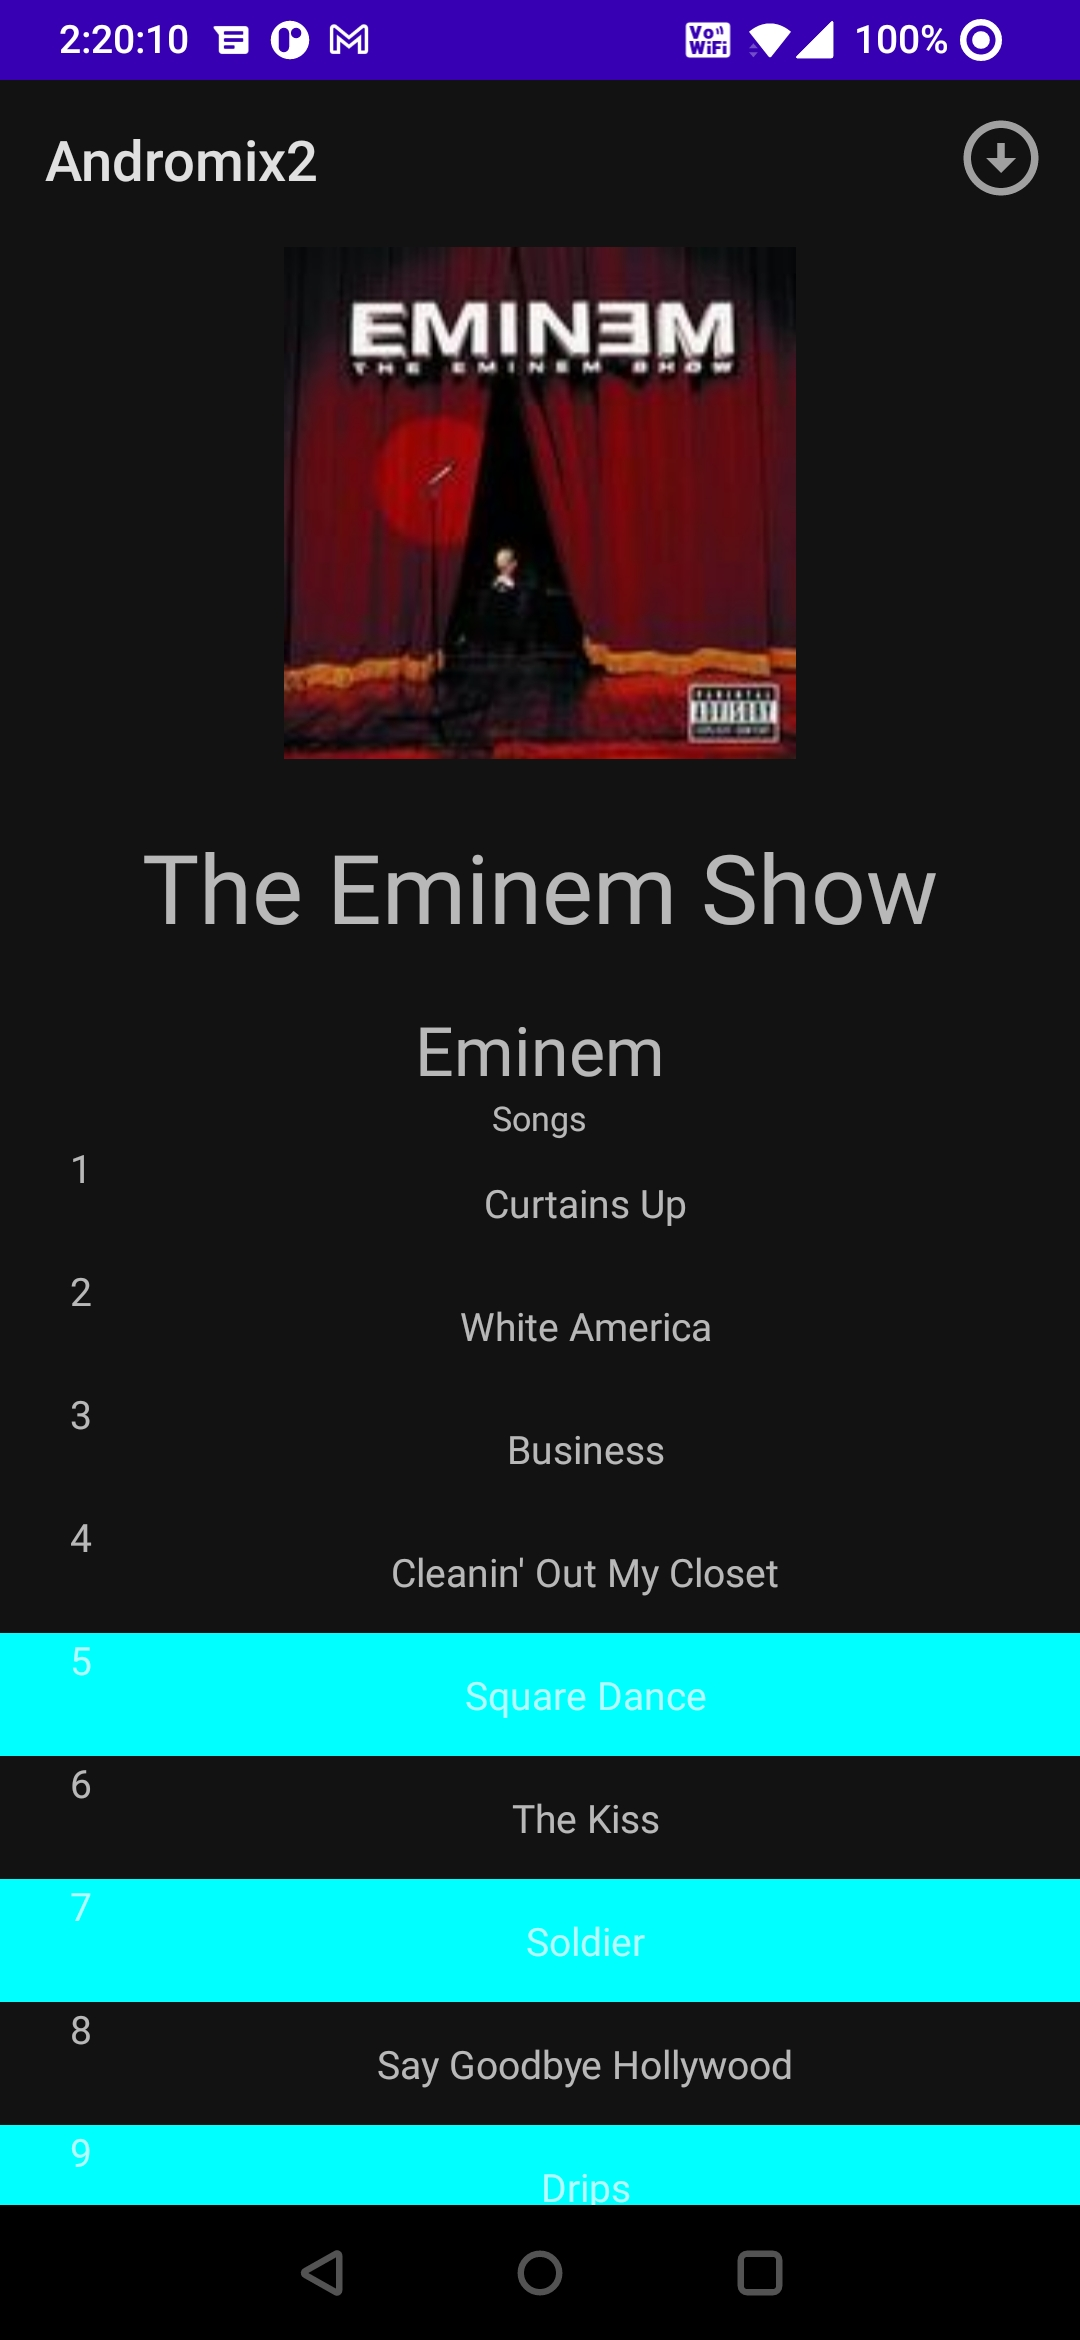 2:20:10 Vo WiFi 100%
Andromix2
EMINEM
THE EMINEM SHOW
PARENTAL
ADVISORY
EXPLICIT CONTENT
The Eminem Show
Eminem
Songs
1
Curtains Up
2
White America
3
Business
4
Cleanin' Out My Closet
5
Square Dance
6
The Kiss
7
Soldier
8
Say Goodbye Hollywood
9
Drips